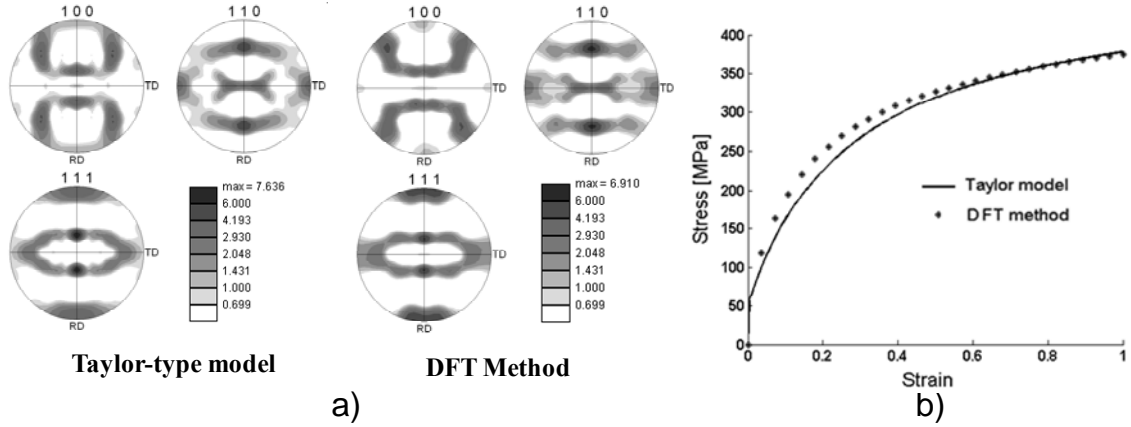 a)
1 0 0
1 1 0
TD
TD
RD
RD
1 1 1
TD
RD
max = 7.636
6.000
4.193
2.930
2.048
1.431
1.000
0.699
Taylor-type model
1 0 0
1 1 0
TD
TD
RD
RD
1 1 1
TD
RD
max = 6.910
6.000
4.193
2.930
2.048
1.431
1.000
0.699
DFT Method
a)
b)
Stress [MPa]
400
350
300
250
200
150
100
50
0
Taylor model
DFT method
0
0.2
0.4
0.6
0.8
1
Strain
b)